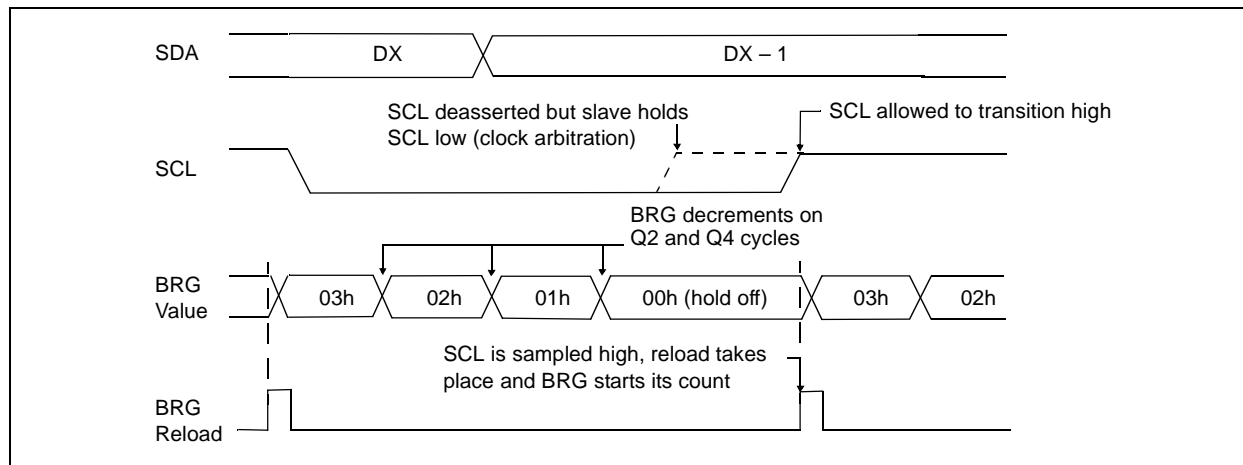 SDA
DX
DX – 1
SCL deasserted but slave holds
SCL low (clock arbitration)
SCL allowed to transition high
SCL
BRG decrements on
Q2 and Q4 cycles
BRG
Value
03h
02h
01h
00h (hold off)
03h
02h
SCL is sampled high, reload takes
place and BRG starts its count
BRG
Reload